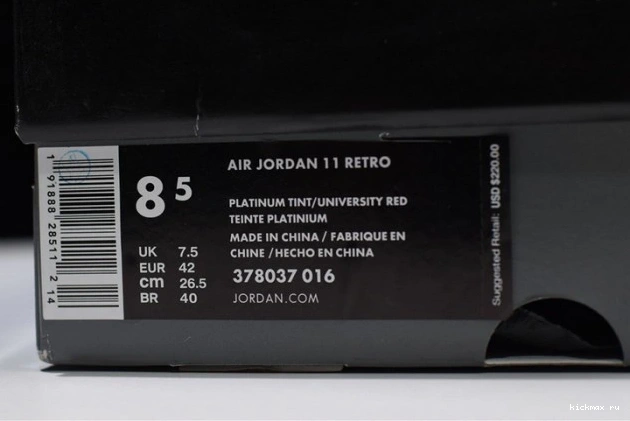 AIR JORDAN 11 RETRO
8 5
PLATINUM TINT/UNIVERSITY RED
TEINTE PLATINIUM
MADE IN CHINA / FABRIQUE EN
CHINE /HECHO EN CHINA
378037 016
JORDAN.COM
UK 7.5
EUR 42
cm 26.5
BR 40
1 91888 28511 2 14
Suggested Retail: USD $220.00
kickmax ru